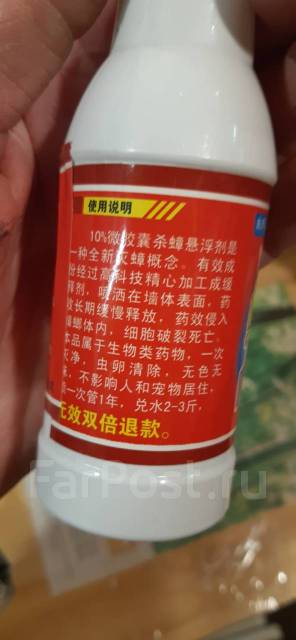 使用说明
10%微胶囊杀蟑悬浮剂是
一种全新灭蟑概念。有效成
份经过高科技精心加工成缓
释剂，喷洒在墙体表面，药
效长期缓慢释放，药效侵入
蟑螂体内，细胞破裂死亡。
本品属于生物类药物，一次
灭净，虫卵清除，无色无
味，不影响人和宠物居住，
一次管1年，兑水2-3斤，
无效双倍退款。
FarPost.ru